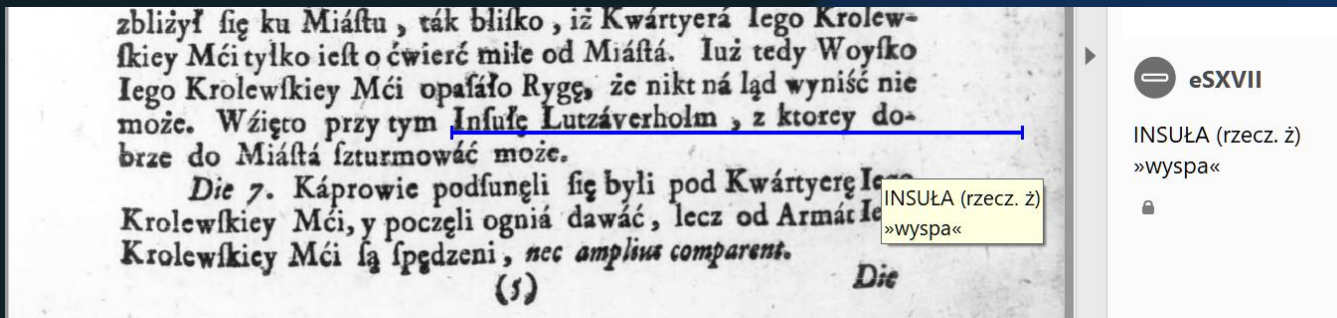 zbliżył ſię ku Miáſtu , ták bliſko , iż Kwártyerá Iego Krolew-
ſkiey Mći tylko ieſt o ćwierć miłe od Miáſtá. Iuż tedy Woyſko
Iego Krolewſkiey Mći opáſáło Rygę, że nikt ná ląd wyniść nie
może. Wźięto przy tym Inſułę Lutzáverholm , z ktorey do-
brze do Miáſtá ſzturmowáć może.
Die 7. Káprowie podſunęli ſię byli pod Kwártyerę Iego
Krolewſkiey Mći, y poczęli ogniá dawáć, lecz od Armát Ie
Krolewſkiey Mći ſą ſpędzeni, nec amplius comparent.
(5)
Die
INSUŁA (rzecz. ż)
»wyspa«
eSXVII
INSUŁA (rzecz. ż)
»wyspa«